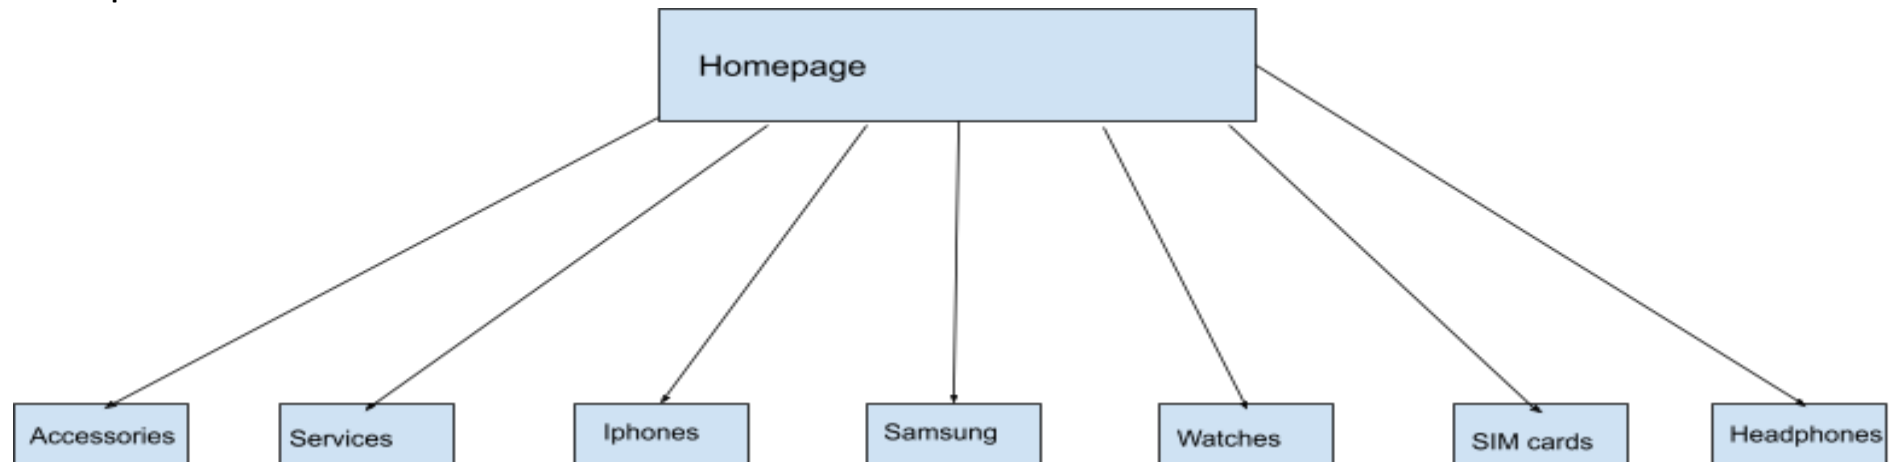 Homepage
Accessories
Services
Iphones
Samsung
Watches
SIM cards
Headphones